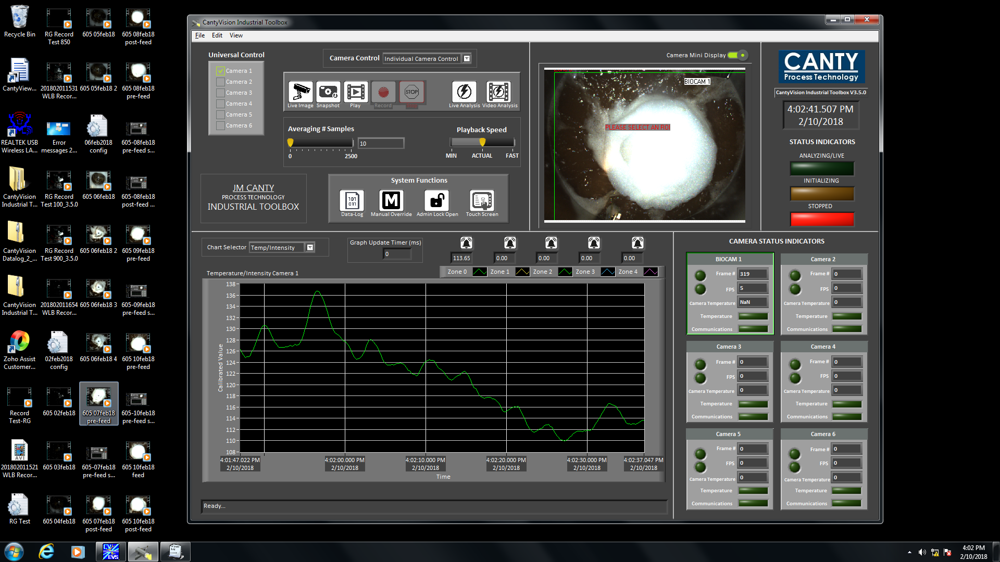 Recycle Bin
RG Record
Test 850
605 05feb18
605 08feb18
post-feed
CantyView...
201802011531
WLB Recor...
605 05feb18 2
605 08feb18
pre-feed
REALTEK USB
Wireless LA...
Error
messages 2...
06feb2018
config
605-08feb18
pre-feed s...
CantyVision
Industrial T...
RG Record
Test 100_3.5.0
605 06feb18
605-08feb18
post-feed ...
CantyVision
Datalog_2_...
RG Record
Test 900_3.5.0
605 06feb18 2
605 09feb18
pre-feed
CantyVision
Industrial T...
201802011654
WLB Recor...
605 06feb18 3
605-09feb18
pre-feed s...
Zoho Assist
Customer...
02feb2018
config
605 06feb18 4
605 10feb18
pre-feed
Record
Test-RG
605 02feb18
605 07feb18
pre-feed
605-10feb18
pre-feed s...
AVI
201802011521
WLB Recor...
605 03feb18
605-07feb18
pre-feed s...
605 10feb18
feed
RG Test
605 04feb18
605 07feb18
post-feed
605 10feb18
post-feed
CantyVision Industrial Toolbox
File Edit View
Universal Control
Camera 1
Camera 2
Camera 3
Camera 4
Camera 5
Camera 6
Camera Control Individual Camera Control
STOP
Live Image Snapshot Play Record Stop Live Analysis Video Analysis
Averaging # Samples
10
0 2500
Playback Speed
MIN ACTUAL FAST
JM CANTY
PROCESS TECHNOLOGY
INDUSTRIAL TOOLBOX
System Functions
101
011
M
Data-Log Manual Override Admin Lock Open Touch Screen
Camera Mini Display
BIOCAM 1
PLEASE SELECT AN ROI
CANTY
Process Technology
CantyVision Industrial Toolbox V3.5.0
4:02:41.507 PM
2/10/2018
STATUS INDICATORS
ANALYZING/LIVE
INITIALIZING
STOPPED
Chart Selector Temp/Intensity
Graph Update Timer (ms)
0
113.65 0.00 0.00 0.00 0.00
Zone 0 Zone 1 Zone 2 Zone 3 Zone 4
Temperature/Intensity Camera 1
Calibrated Value
138
136
134
132
130
128
126
124
122
120
118
116
114
112
110
108
4:01:47.022 PM 4:02:00.000 PM 4:02:10.000 PM 4:02:20.000 PM 4:02:30.000 PM 4:02:37.047 PM
2/10/2018 2/10/2018 2/10/2018 2/10/2018 2/10/2018 2/10/2018
Time
Ready...
CAMERA STATUS INDICATORS
BIOCAM 1
Frame # 319
FPS 5
Camera Temperature NaN
Temperature
Communications
Camera 2
Frame # 0
FPS 0
Camera Temperature 0
Temperature
Communications
Camera 3
Frame # 0
FPS 0
Camera Temperature 0
Temperature
Communications
Camera 4
Frame # 0
FPS 0
Camera Temperature 0
Temperature
Communications
Camera 5
Frame # 0
FPS 0
Camera Temperature 0
Temperature
Communications
Camera 6
Frame # 0
FPS 0
Camera Temperature 0
Temperature
Communications
4:02 PM
2/10/2018